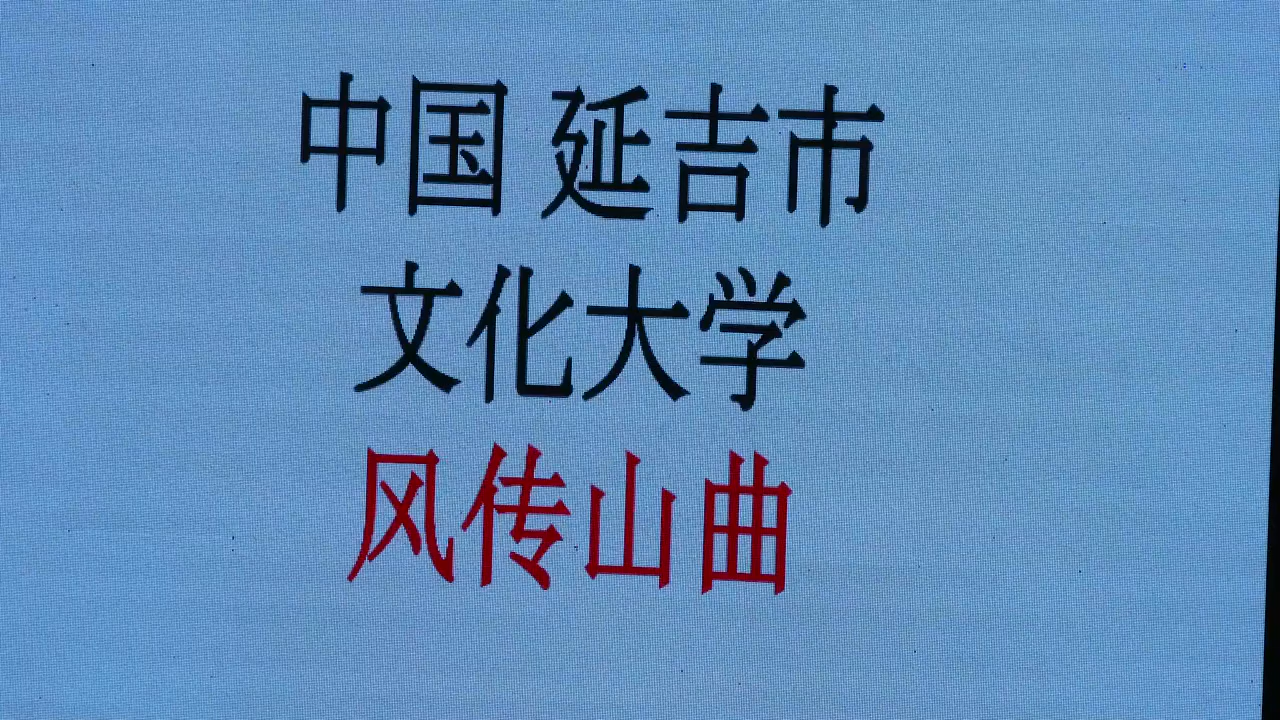 中国 延吉市
文化大学
风传山曲